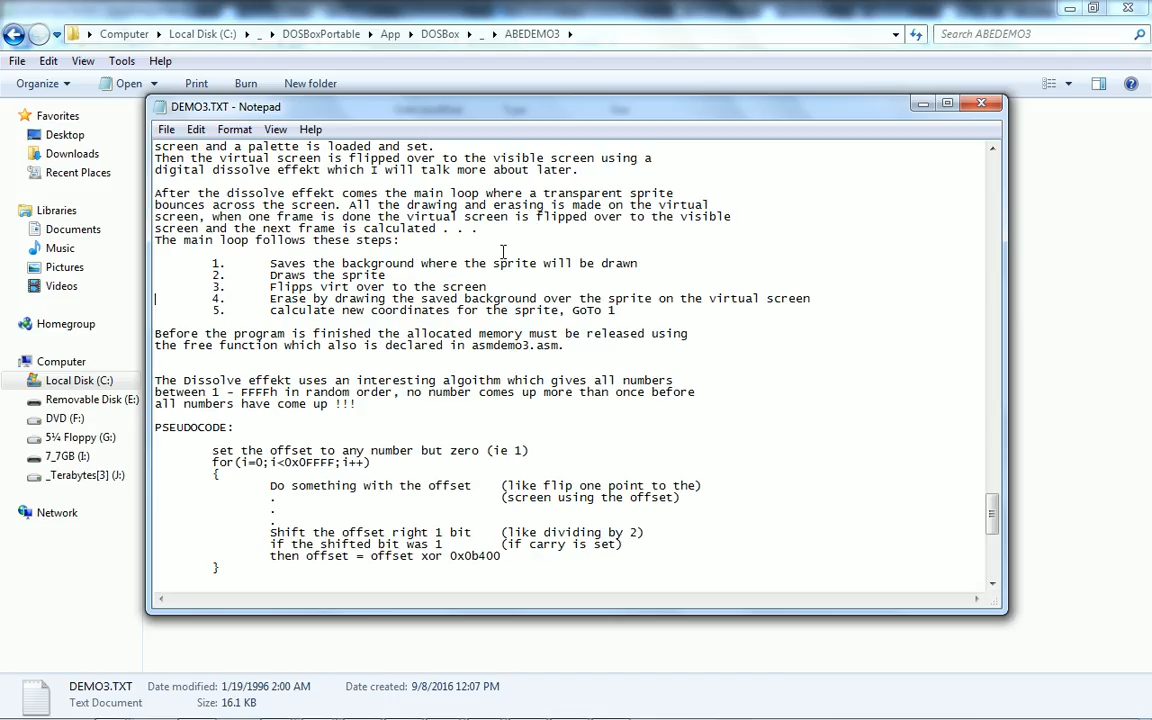 Computer Local Disk (C:) _ DOSBoxPortable App DOSBox _ ABEDEMO3
Search ABEDEMO3
File Edit View Tools Help
Organize Open Print Burn New folder
Favorites
Desktop
Downloads
Recent Places
Libraries
Documents
Music
Pictures
Videos
Homegroup
Computer
Local Disk (C:)
Removable Disk (E:)
DVD (F:)
5¼ Floppy (G:)
7_7GB (I:)
_Terabytes[3] (J:)
Network
DEMO3.TXT - Notepad
File Edit Format View Help
screen and a palette is loaded and set.
Then the virtual screen is flipped over to the visible screen using a
digital dissolve effekt which I will talk more about later.
After the dissolve effekt comes the main loop where a transparent sprite
bounces across the screen. All the drawing and erasing is made on the virtual
screen, when one frame is done the virtual screen is flipped over to the visible
screen and the next frame is calculated . . .
The main loop follows these steps:
1. Saves the background where the sprite will be drawn
2. Draws the sprite
3. Flipps virt over to the screen
4. Erase by drawing the saved background over the sprite on the virtual screen
5. calculate new coordinates for the sprite, GoTo 1
Before the program is finished the allocated memory must be released using
the free function which also is declared in asmdemo3.asm.
The Dissolve effekt uses an interesting algoithm which gives all numbers
between 1 - FFFFh in random order, no number comes up more than once before
all numbers have come up !!!
PSEUDOCODE:
set the offset to any number but zero (ie 1)
for(i=0;i<0x0FFFF;i++)
{
Do something with the offset (like flip one point to the)
. (screen using the offset)
.
.
Shift the offset right 1 bit (like dividing by 2)
if the shifted bit was 1 (if carry is set)
then offset = offset xor 0x0b400
}
DEMO3.TXT Date modified: 1/19/1996 2:00 AM Date created: 9/8/2016 12:07 PM
Text Document Size: 16.1 KB